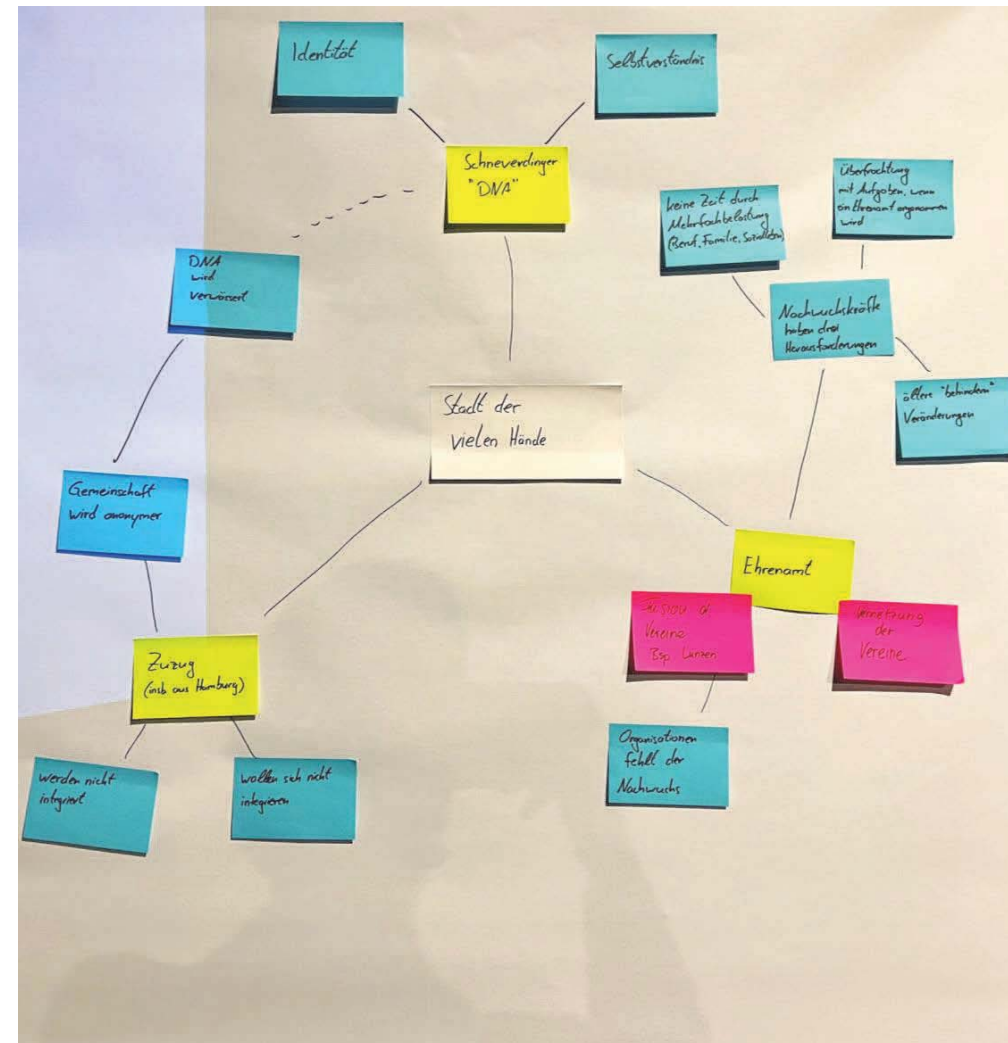 Identität
Selbstverständnis
Schneverdinger
"DNA"
keine Zeit durch
Mehrfachbelastung
(Beruf, Familie, Sozialleben)
Überfrachtung
mit Aufgaben, wenn
ein Ehrenamt angenommen
wird
DNA
wird
verwässert
Nachwuchskräfte
haben drei
Herausforderungen
ältere "behindern"
Veränderungen
Stadt der
vielen Hände
Gemeinschaft
wird anonymer
Ehrenamt
Fusion
Vereine
Bsp Lünzen
Vernetzung
der
Vereine
Zuzug
(insb aus Hamburg)
Organisationen
fehlt der
Nachwuchs
werden nicht
integriert
wollen sich nicht
integrieren